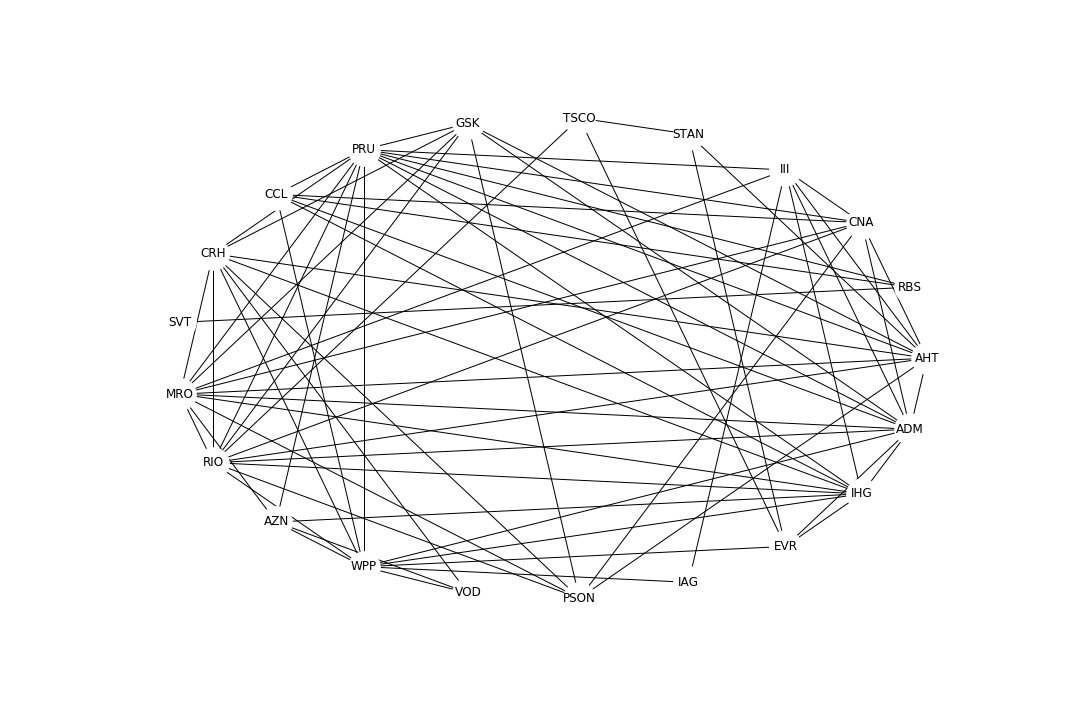 TSCO
GSK
STAN
PRU
III
CCL
CNA
CRH
RBS
SVT
AHT
MRO
ADM
RIO
IHG
AZN
EVR
WPP
IAG
VOD
PSON